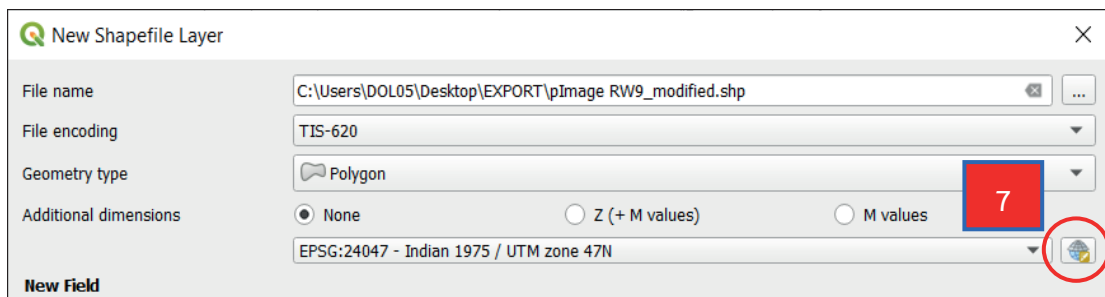 New Shapefile Layer
File name C:\Users\DOL05\Desktop\EXPORT\pImage RW9_modified.shp ...
File encoding TIS-620
Geometry type Polygon
7
Additional dimensions None Z (+ M values) M values
EPSG:24047 - Indian 1975 / UTM zone 47N
New Field